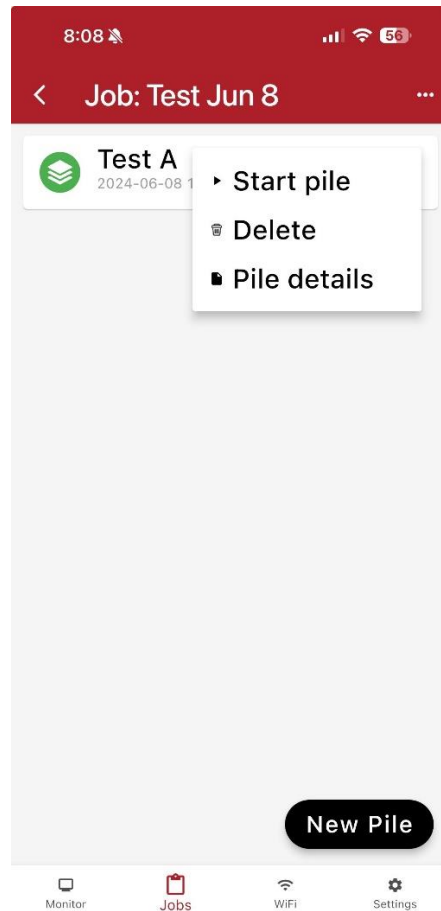 8:08 56
Job: Test Jun 8
Test A
2024-06-08 1
Start pile
Delete
Pile details
New Pile
Monitor Jobs WiFi Settings